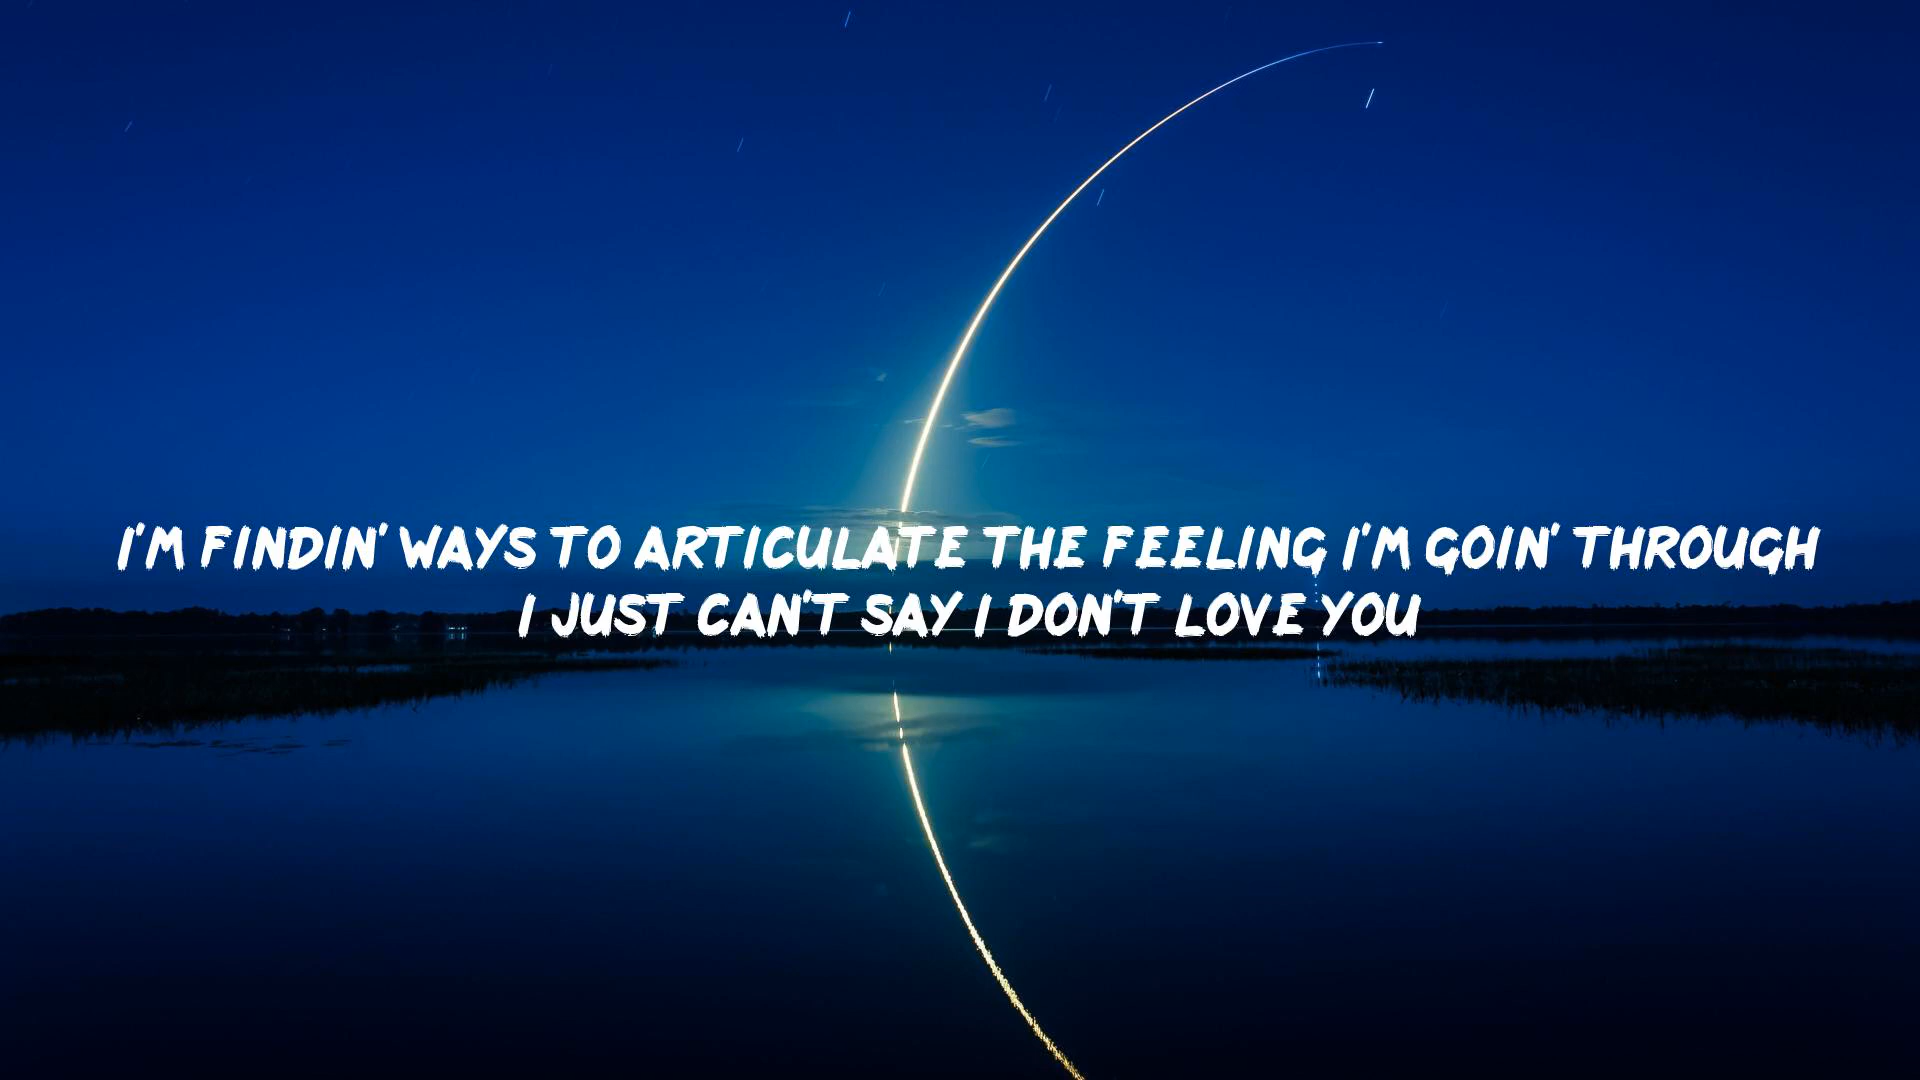 I'M FINDIN' WAYS TO ARTICULATE THE FEELING I'M GOIN' THROUGH
I JUST CAN'T SAY I DON'T LOVE YOU